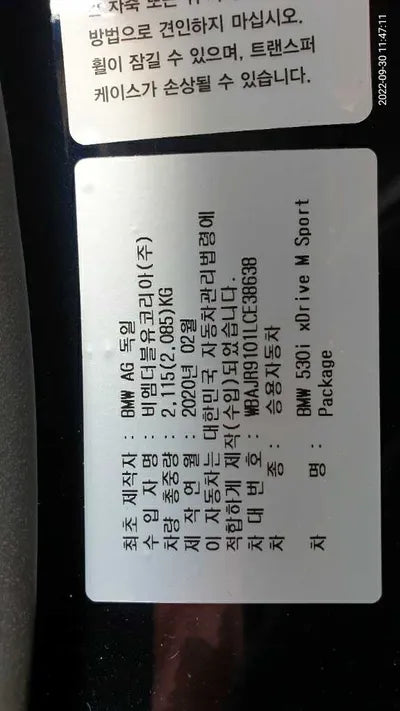 방법으로 견인하지 마십시오.
휠이 잠길 수 있으며, 트랜스퍼
케이스가 손상될 수 있습니다.
2022-09-30 11:47:11
최초 제작자 : BMW AG 독일
수 입 자 명 : 비엠더블유코리아(주)
차량 총중량 : 2,115(2,085)KG
제 작 연 월 : 2020년 02월
이 자동차는 대한민국 자동차관리법령에
적합하게 제작(수입)되었습니다.
차 대 번 호 : WBAJR9101LCE38638
차 종 : 승용자동차
차 명 : BMW 530i xDrive M Sport
Package